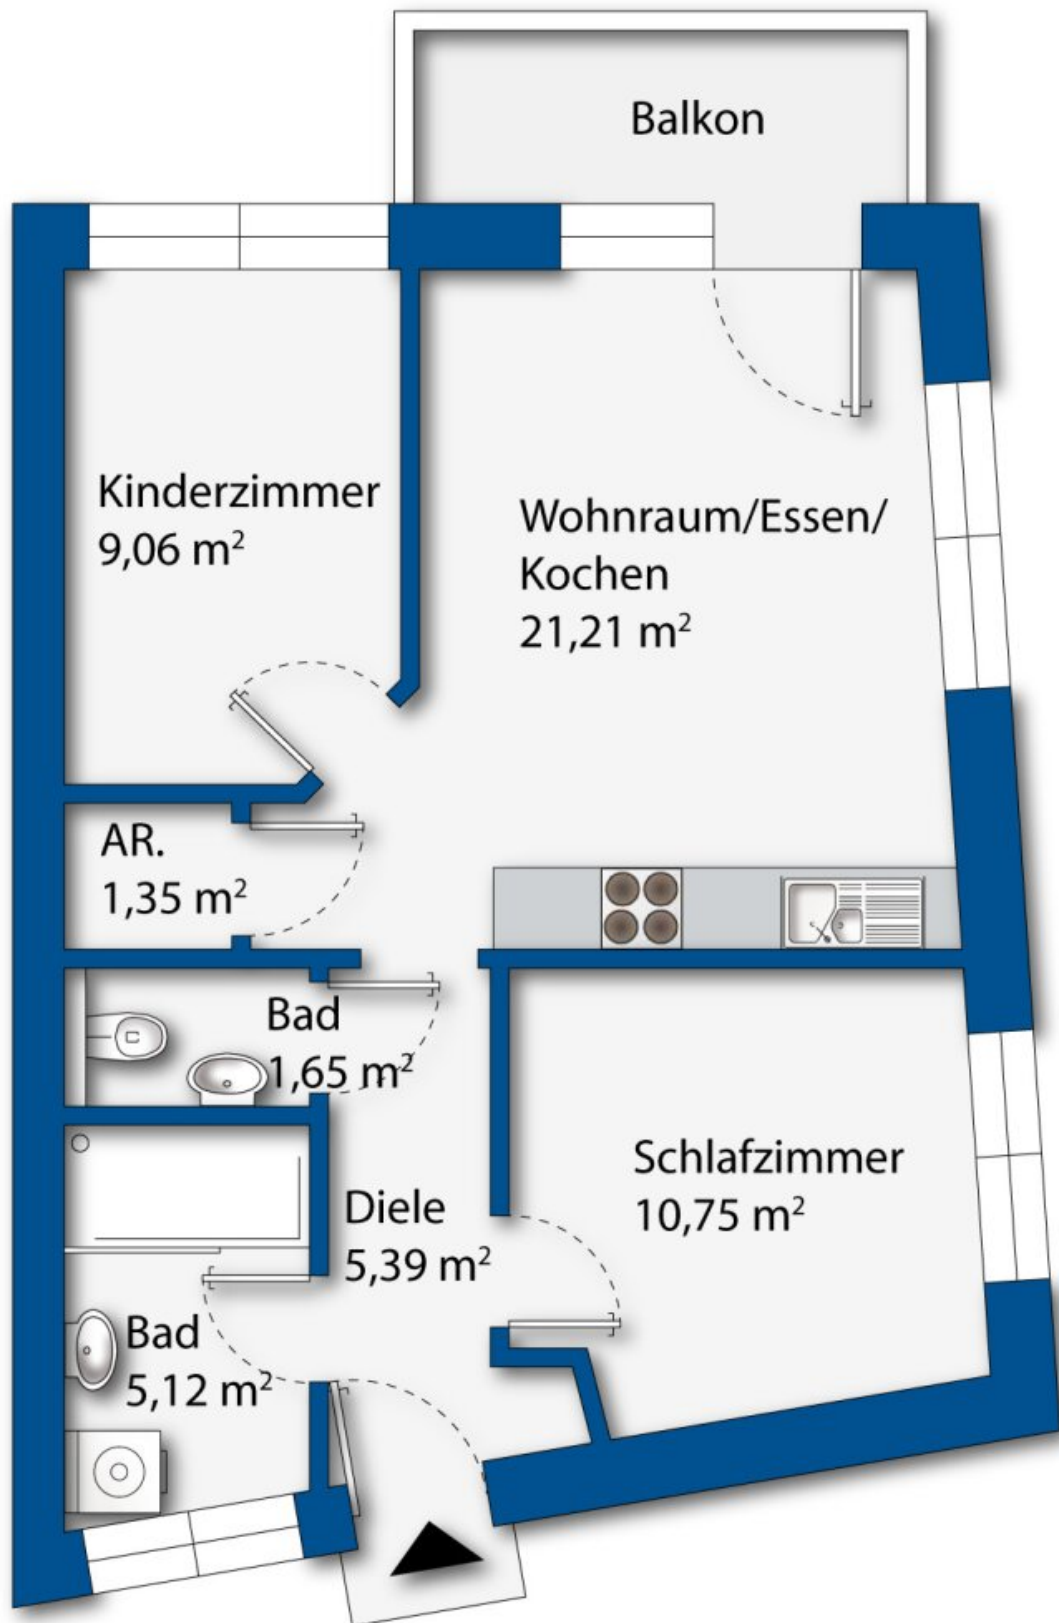 Balkon
Kinderzimmer
9,06 m²
Wohnraum/Essen/
Kochen
21,21 m²
AR.
1,35 m²
Bad
1,65 m²
Schlafzimmer
10,75 m²
Diele
5,39 m²
Bad
5,12 m²